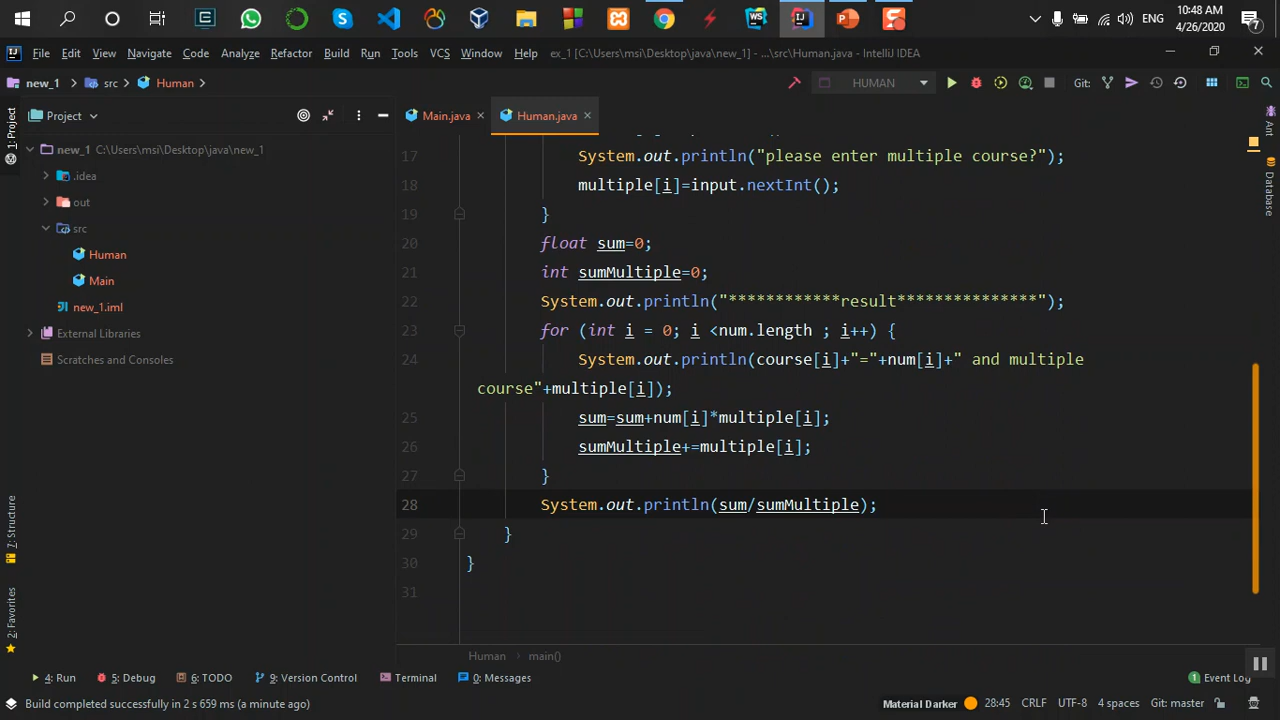 10:48 AM
ENG
4/26/2020
7
File Edit View Navigate Code Analyze Refactor Build Run Tools VCS Window Help ex_1 [C:\Users\msi\Desktop\java\new_1] - ...\src\Human.java - IntelliJ IDEA
new_1 src Human HUMAN Git:
Project Main.java Human.java
1: Project
Ant
Database
new_1 C:\Users\msi\Desktop\java\new_1
.idea
out
src
Human
Main
new_1.iml
External Libraries
Scratches and Consoles
17 System.out.println("please enter multiple course?");
18 multiple[i]=input.nextInt();
19 }
20 float sum=0;
21 int sumMultiple=0;
22 System.out.println("************result***************");
23 for (int i = 0; i <num.length ; i++) {
24 System.out.println(course[i]+"="+num[i]+" and multiple
course"+multiple[i]);
25 sum=sum+num[i]*multiple[i];
26 sumMultiple+=multiple[i];
27 }
28 System.out.println(sum/sumMultiple);
29 }
30 }
31
7: Structure
2: Favorites
Human main()
4: Run 5: Debug 6: TODO 9: Version Control Terminal 0: Messages 1 Event Log
Build completed successfully in 2 s 659 ms (a minute ago) Material Darker 28:45 CRLF UTF-8 4 spaces Git: master